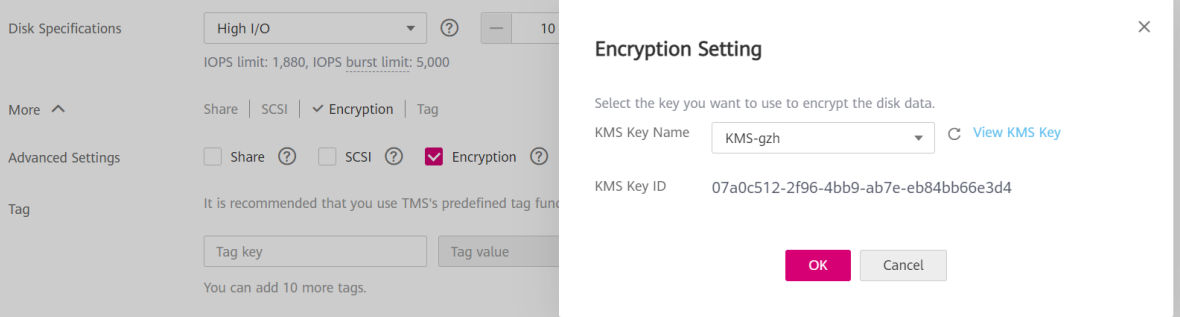 Disk Specifications
High I/O
10
IOPS limit: 1,880, IOPS burst limit: 5,000
More
Share | SCSI | Encryption | Tag
Advanced Settings
Share
SCSI
Encryption
Tag
It is recommended that you use TMS's predefined tag func
Tag key
Tag value
You can add 10 more tags.
Encryption Setting
Select the key you want to use to encrypt the disk data.
KMS Key Name
KMS-gzh
View KMS Key
KMS Key ID
07a0c512-2f96-4bb9-ab7e-eb84bb66e3d4
OK
Cancel